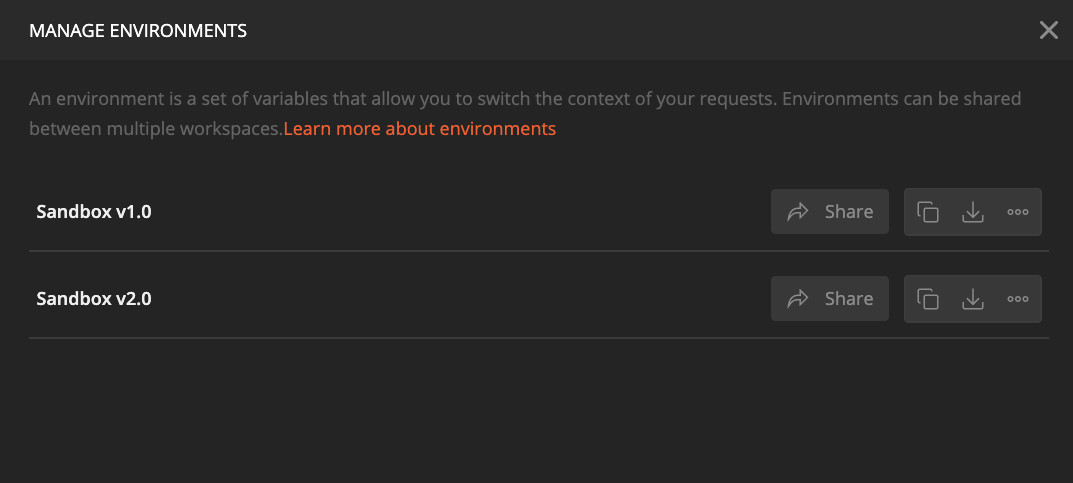 MANAGE ENVIRONMENTS
An environment is a set of variables that allow you to switch the context of your requests. Environments can be shared
between multiple workspaces.Learn more about environments
Sandbox v1.0 Share
Sandbox v2.0 Share